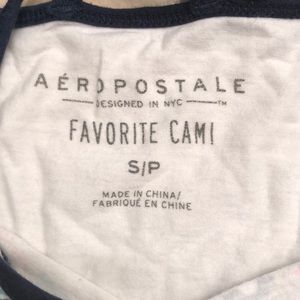 AÉROPOSTALE
DESIGNED IN NYC ™
FAVORITE CAMI
S/P
MADE IN CHINA/
FABRIQUÉ EN CHINE